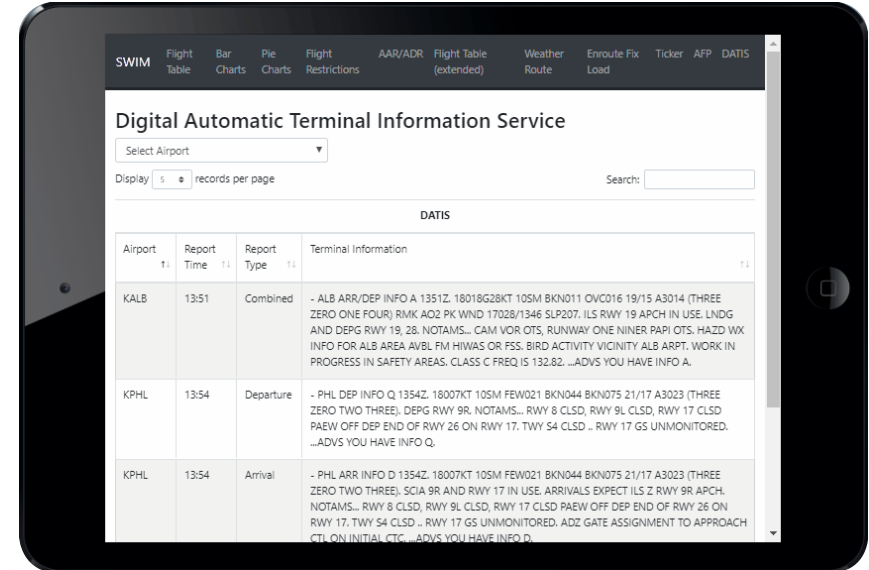 SWIM Flight Table Bar Charts Pie Charts Flight Restrictions AAR/ADR Flight Table (extended) Weather Route Enroute Fix Load Ticker AFP DATIS
Digital Automatic Terminal Information Service
Select Airport
Display 5 records per page Search:
DATIS
Airport Report Time Report Type Terminal Information
KALB 13:51 Combined - ALB ARR/DEP INFO A 1351Z. 18018G28KT 10SM BKN011 OVC016 19/15 A3014 (THREE
ZERO ONE FOUR) RMK AO2 PK WND 17028/1346 SLP207. ILS RWY 19 APCH IN USE. LNDG
AND DEPG RWY 19, 28. NOTAMS... CAM VOR OTS, RUNWAY ONE NINER PAPI OTS. HAZD WX
INFO FOR ALB AREA AVBL FM HIWAS OR FSS. BIRD ACTIVITY VICINITY ALB ARPT. WORK IN
PROGRESS IN SAFETY AREAS. CLASS C FREQ IS 132.82. ...ADVS YOU HAVE INFO A.
KPHL 13:54 Departure - PHL DEP INFO Q 1354Z. 18007KT 10SM FEW021 BKN044 BKN075 21/17 A3023 (THREE
ZERO TWO THREE). DEPG RWY 9R. NOTAMS... RWY 8 CLSD, RWY 9L CLSD, RWY 17 CLSD
PAEW OFF DEP END OF RWY 26 ON RWY 17. TWY S4 CLSD .. RWY 17 GS UNMONITORED.
...ADVS YOU HAVE INFO Q.
KPHL 13:54 Arrival - PHL ARR INFO D 1354Z. 18007KT 10SM FEW021 BKN044 BKN075 21/17 A3023 (THREE
ZERO TWO THREE). SCIA 9R AND RWY 17 IN USE. ARRIVALS EXPECT ILS Z RWY 9R APCH.
NOTAMS... RWY 8 CLSD, RWY 9L CLSD, RWY 17 CLSD PAEW OFF DEP END OF RWY 26 ON
RWY 17. TWY S4 CLSD .. RWY 17 GS UNMONITORED. ADZ GATE ASSIGNMENT TO APPROACH
CTL ON INITIAL CTC. ...ADVS YOU HAVE INFO D.